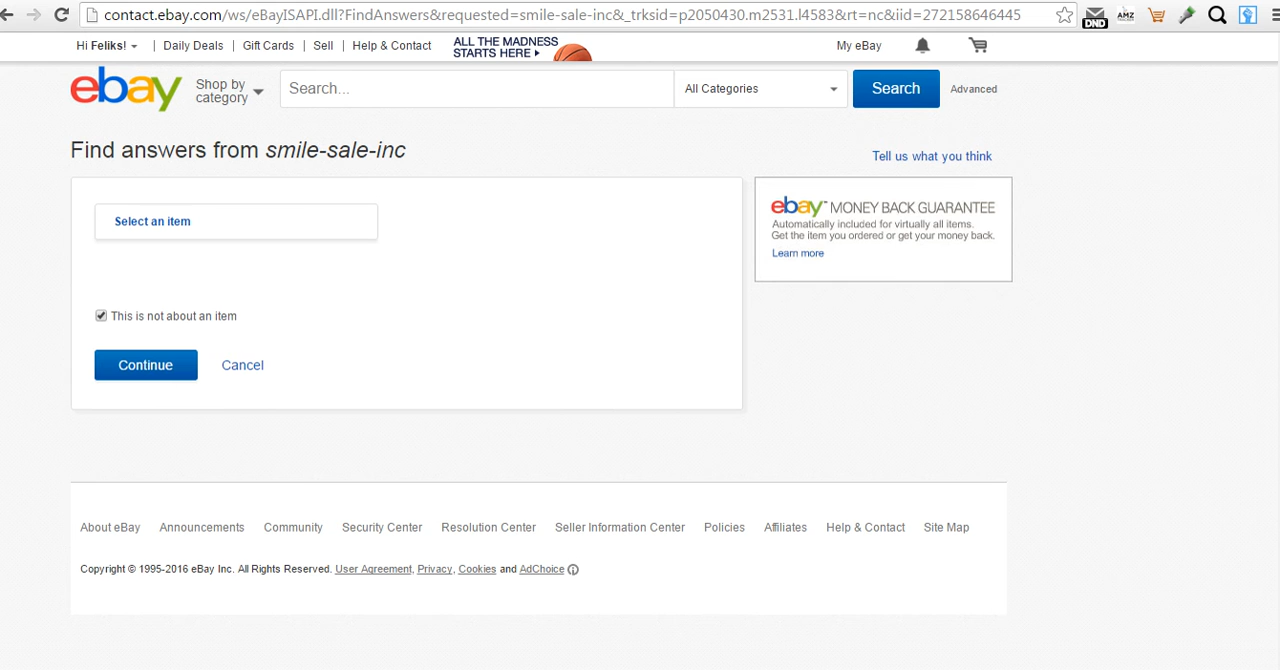 contact.ebay.com/ws/eBayISAPI.dll?FindAnswers&requested=smile-sale-inc&_trksid=p2050430.m2531.l4583&rt=nc&iid=272158646445
DND
AMZ
Hi Feliks! | Daily Deals | Gift Cards | Sell | Help & Contact
ALL THE MADNESS
STARTS HERE
My eBay
ebay
Shop by
category
Search...
All Categories
Search
Advanced
Find answers from smile-sale-inc
Tell us what you think
Select an item
This is not about an item
Continue
Cancel
ebay™ MONEY BACK GUARANTEE
Automatically included for virtually all items.
Get the item you ordered or get your money back.
Learn more
About eBay Announcements Community Security Center Resolution Center Seller Information Center Policies Affiliates Help & Contact Site Map
Copyright © 1995-2016 eBay Inc. All Rights Reserved. User Agreement, Privacy, Cookies and AdChoice